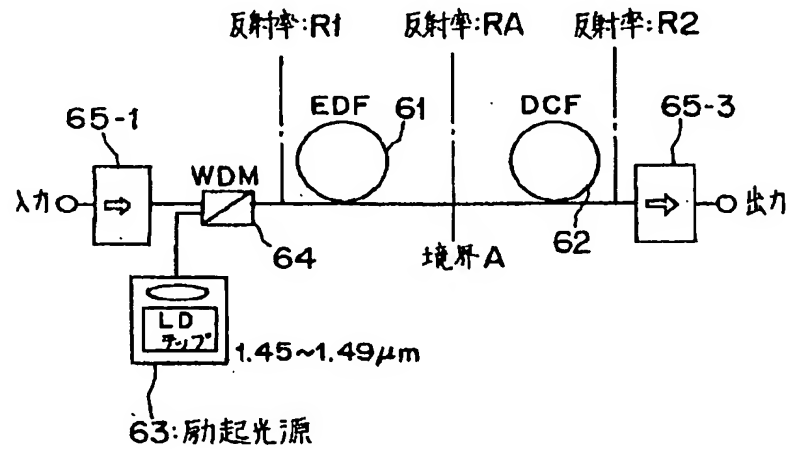 反射率:R1
反射率:RA
反射率:R2
EDF
61
DCF
65-1
65-3
WDM
入力
出力
64
境界A
62
LD
チップ
1.45~1.49μm
63:励起光源